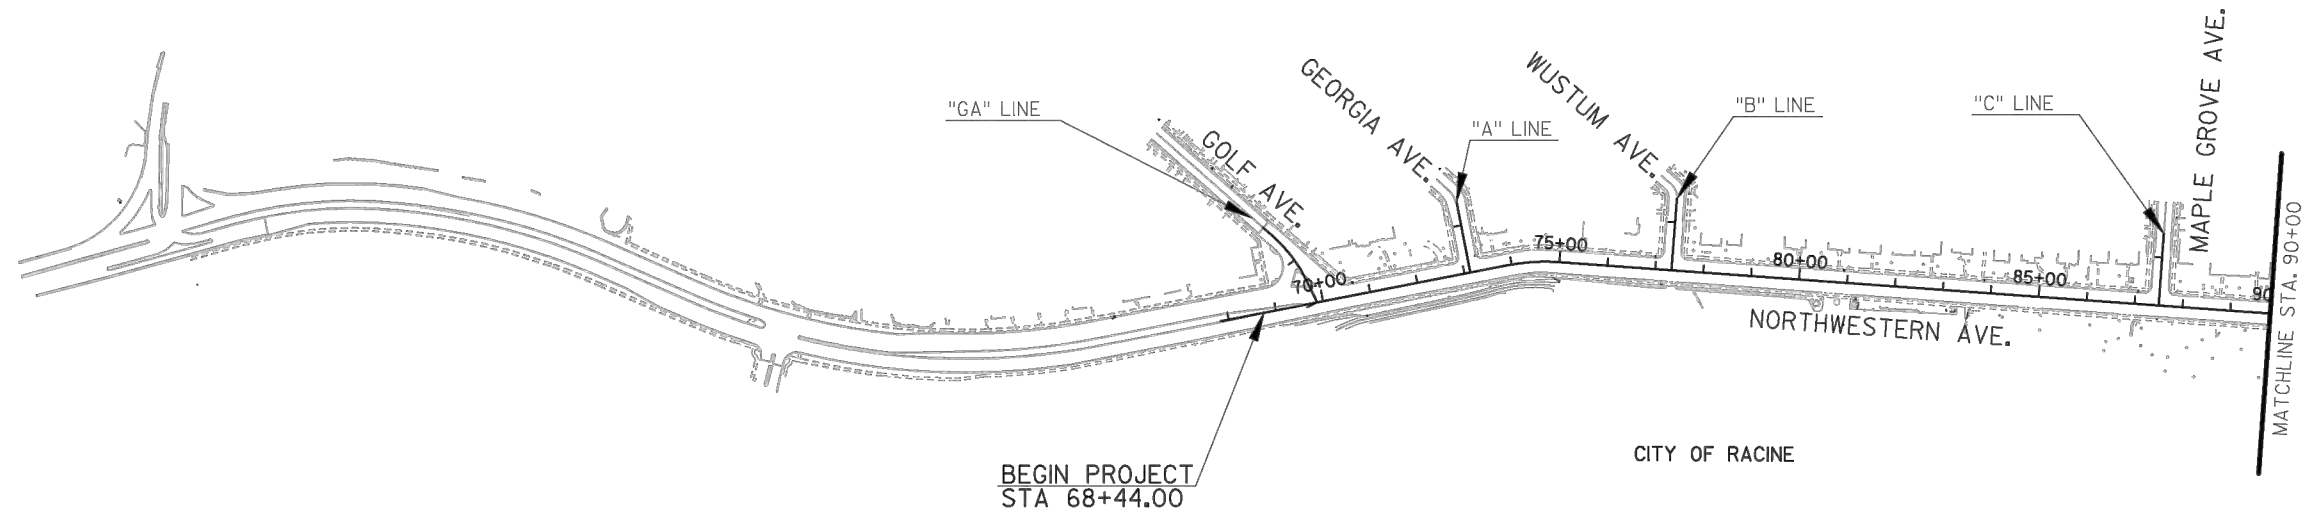 "GA" LINE
GOLF AVE.
GEORGIA AVE.
"A" LINE
WUSTUM AVE.
"B" LINE
"C" LINE
MAPLE GROVE AVE.
70+00
75+00
80+00
85+00
90
MATCHLINE STA. 90+00
NORTHWESTERN AVE.
CITY OF RACINE
BEGIN PROJECT
STA 68+44.00